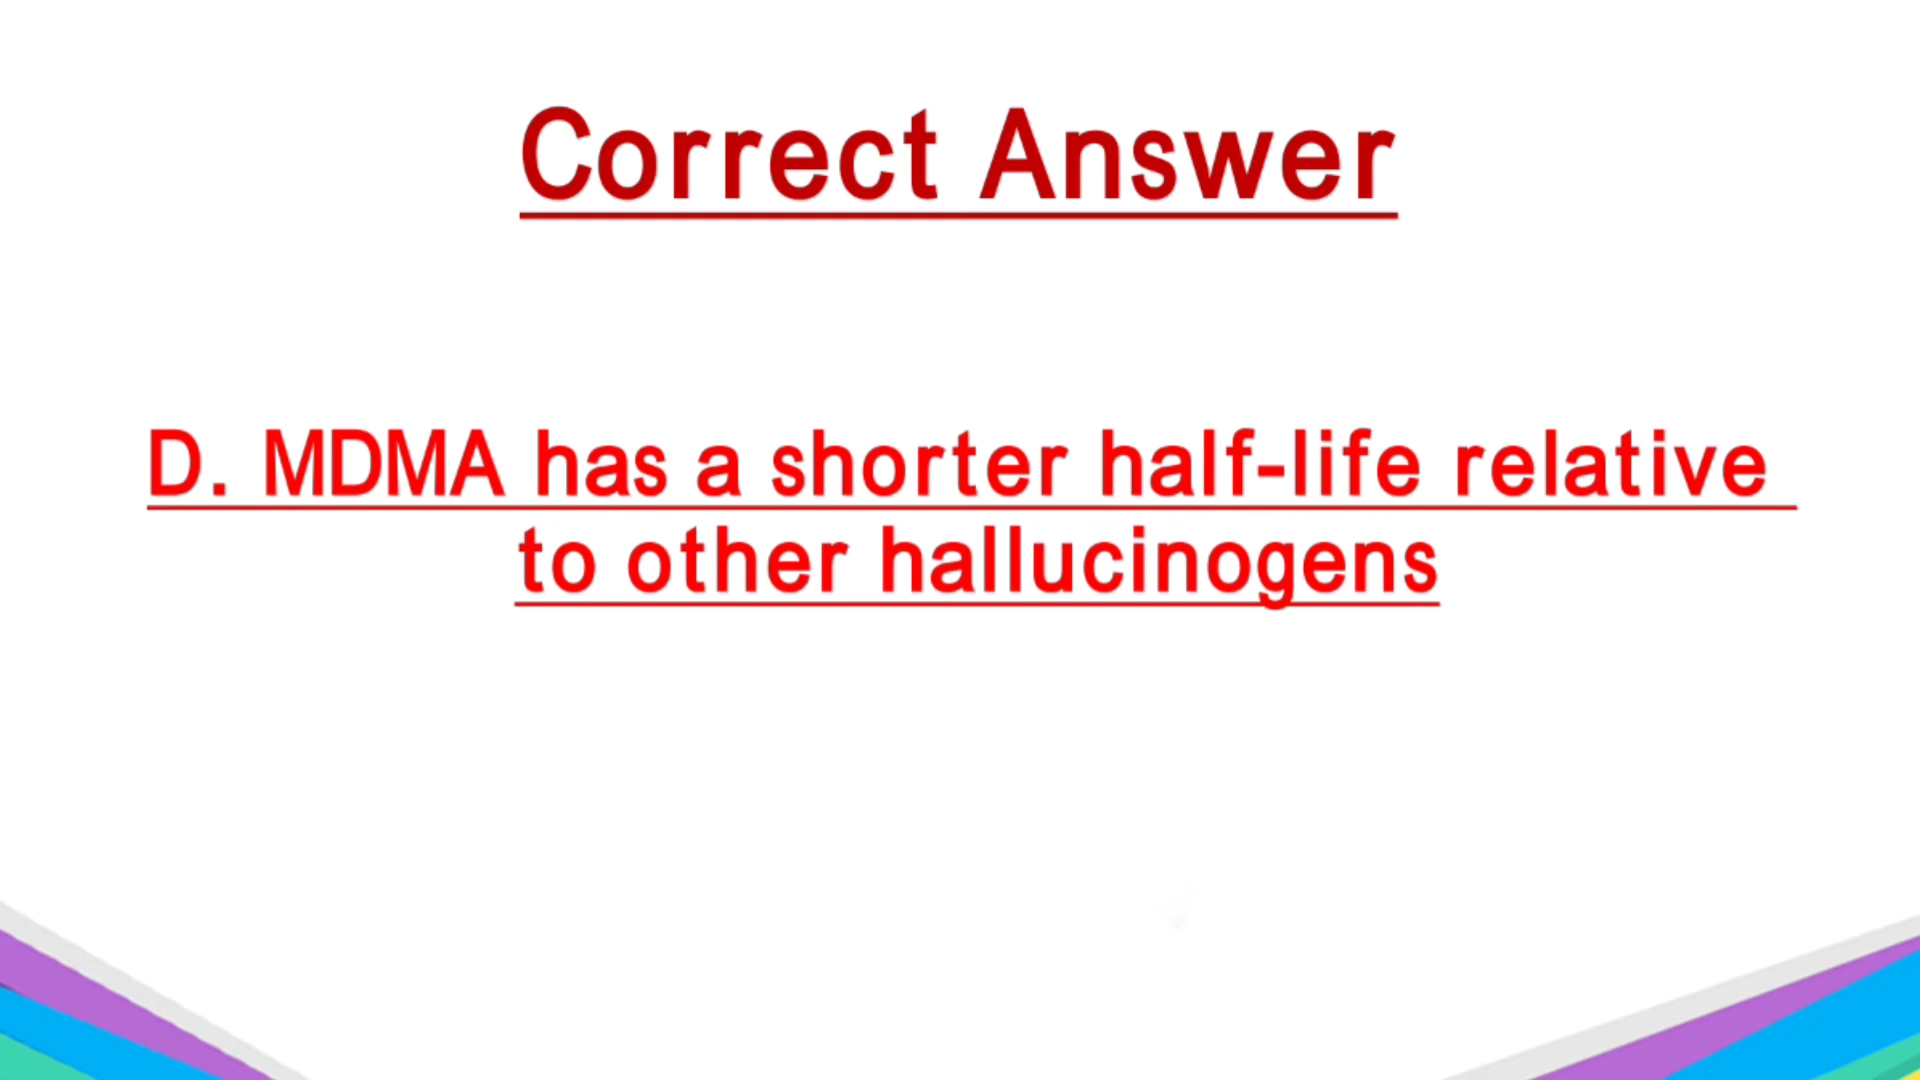 Correct Answer
D. MDMA has a shorter half-life relative
to other hallucinogens